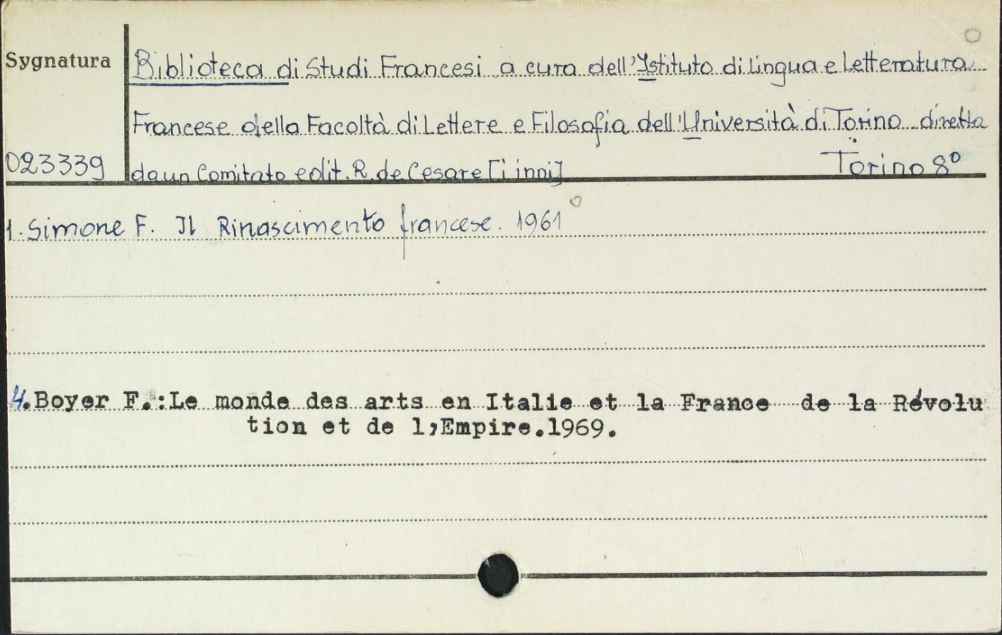 Sygnatura
Biblioteca di Studi Francesi a cura dell'Istituto di Lingua e Letteratura
Francese della Facoltà di Lettere e Filosofia dell'Università di Torino diretta
023339
da un Comitato edit. R. de Cesare [i inni]
Torino 8°
1. Simone F. Il Rinascimento francese. 1961
4.Boyer F.:Le monde des arts en Italie et la France de la Révolu
tion et de l,Empire.1969.